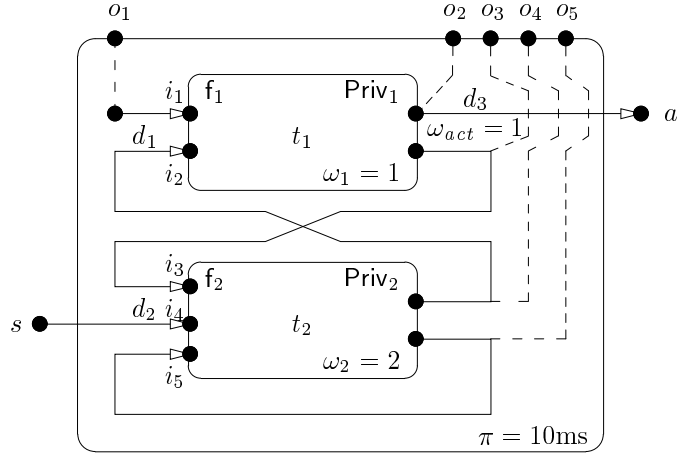 o₁ o₂ o₃ o₄ o₅
i₁ f₁ Priv₁ d₃
a
d₁ t₁ ω_act = 1
i₂ ω₁ = 1
i₃ f₂ Priv₂
s d₂ i₄ t₂
i₅ ω₂ = 2
π = 10ms